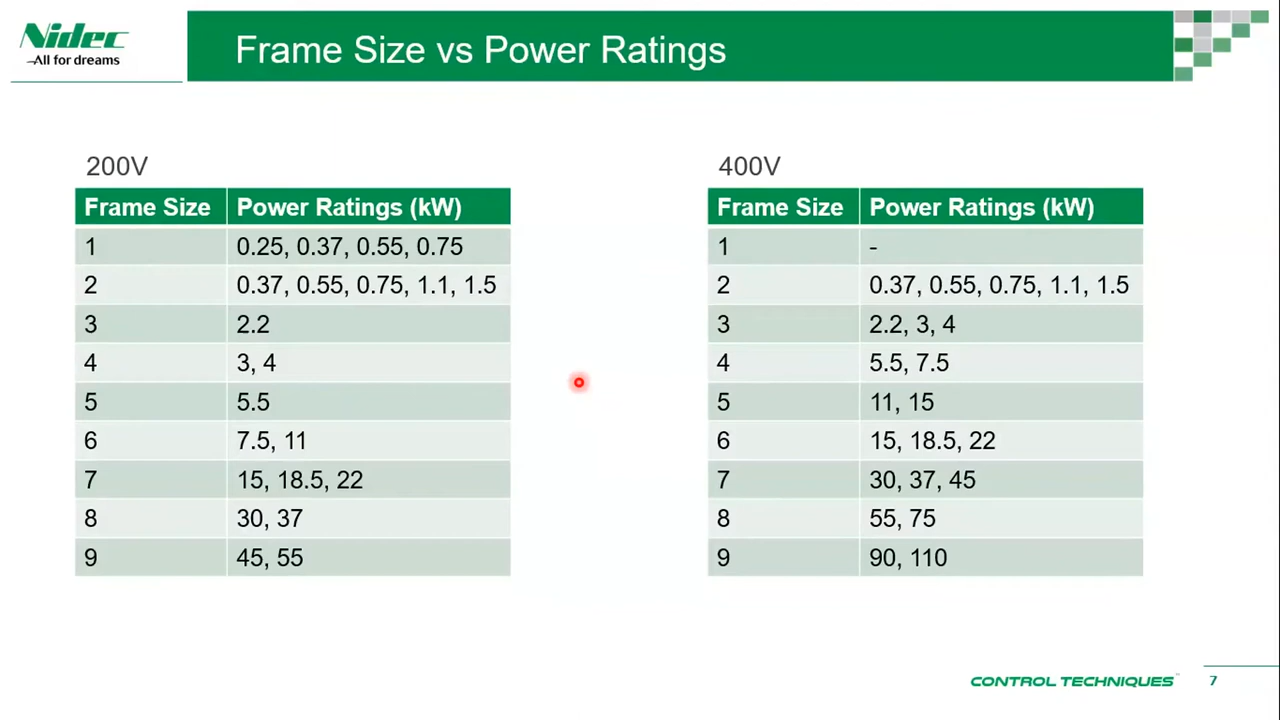 Nidec
All for dreams
Frame Size vs Power Ratings
200V
Frame Size Power Ratings (kW)
1 0.25, 0.37, 0.55, 0.75
2 0.37, 0.55, 0.75, 1.1, 1.5
3 2.2
4 3, 4
5 5.5
6 7.5, 11
7 15, 18.5, 22
8 30, 37
9 45, 55
400V
Frame Size Power Ratings (kW)
1 -
2 0.37, 0.55, 0.75, 1.1, 1.5
3 2.2, 3, 4
4 5.5, 7.5
5 11, 15
6 15, 18.5, 22
7 30, 37, 45
8 55, 75
9 90, 110
CONTROL TECHNIQUES
7